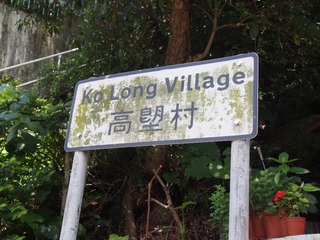 Ko Long Village
高塱村